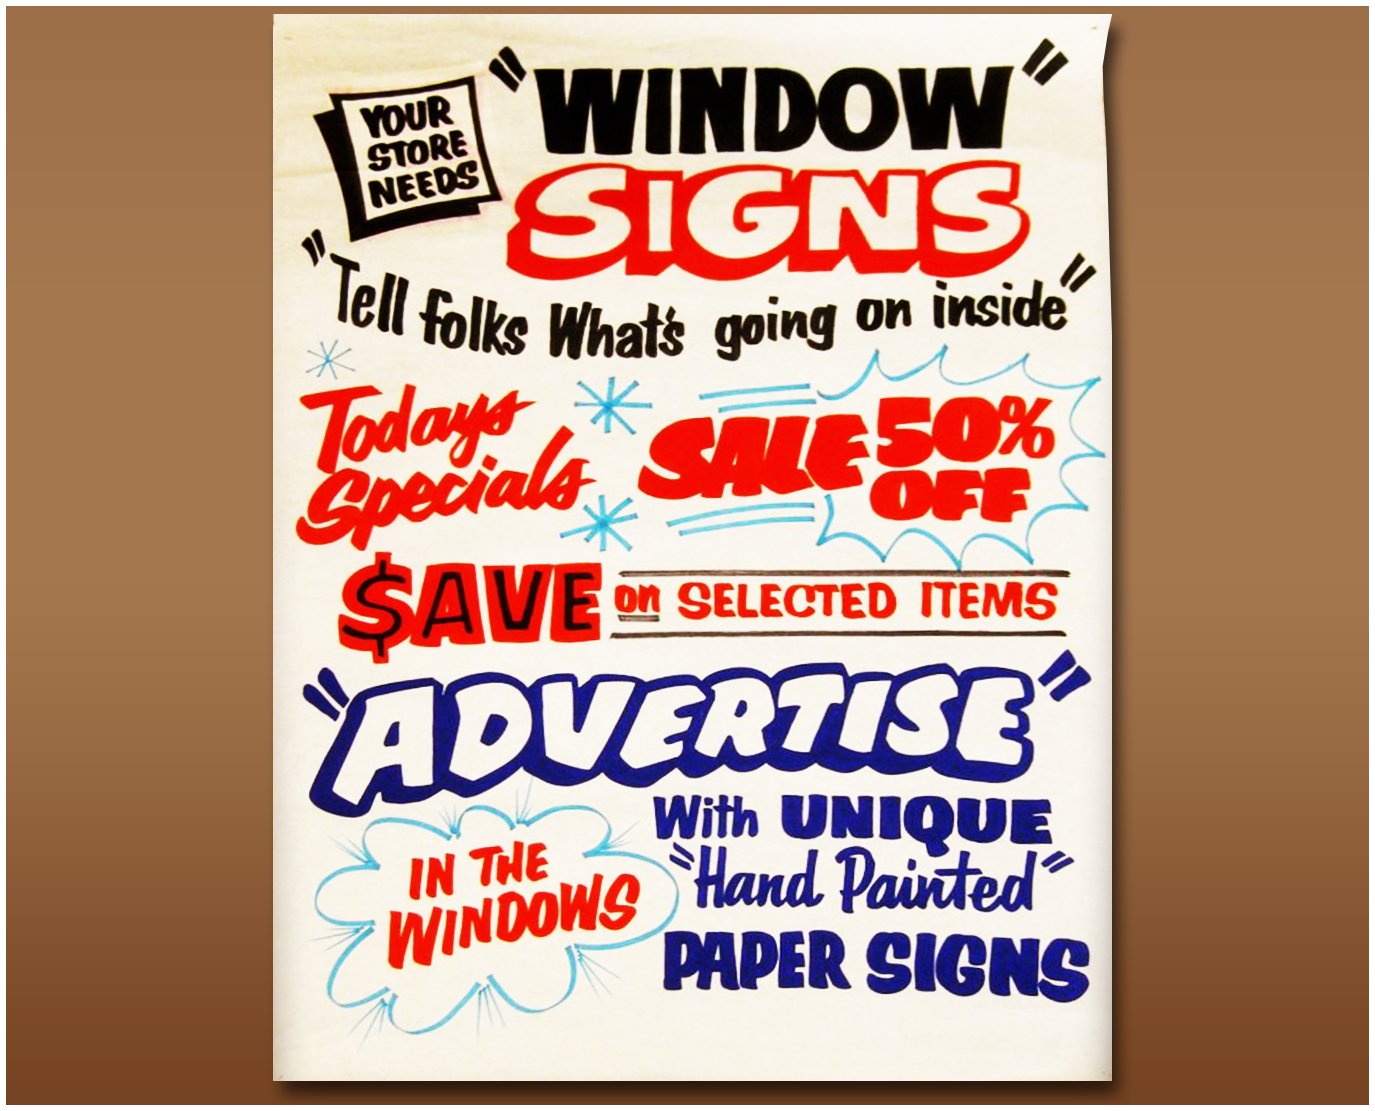 YOUR
STORE
NEEDS
"WINDOW"
SIGNS
"Tell folks What's going on inside"
Todays
Specials
SALE 50%
OFF
$AVE on SELECTED ITEMS
"ADVERTISE"
IN THE
WINDOWS
With UNIQUE
"Hand Painted"
PAPER SIGNS